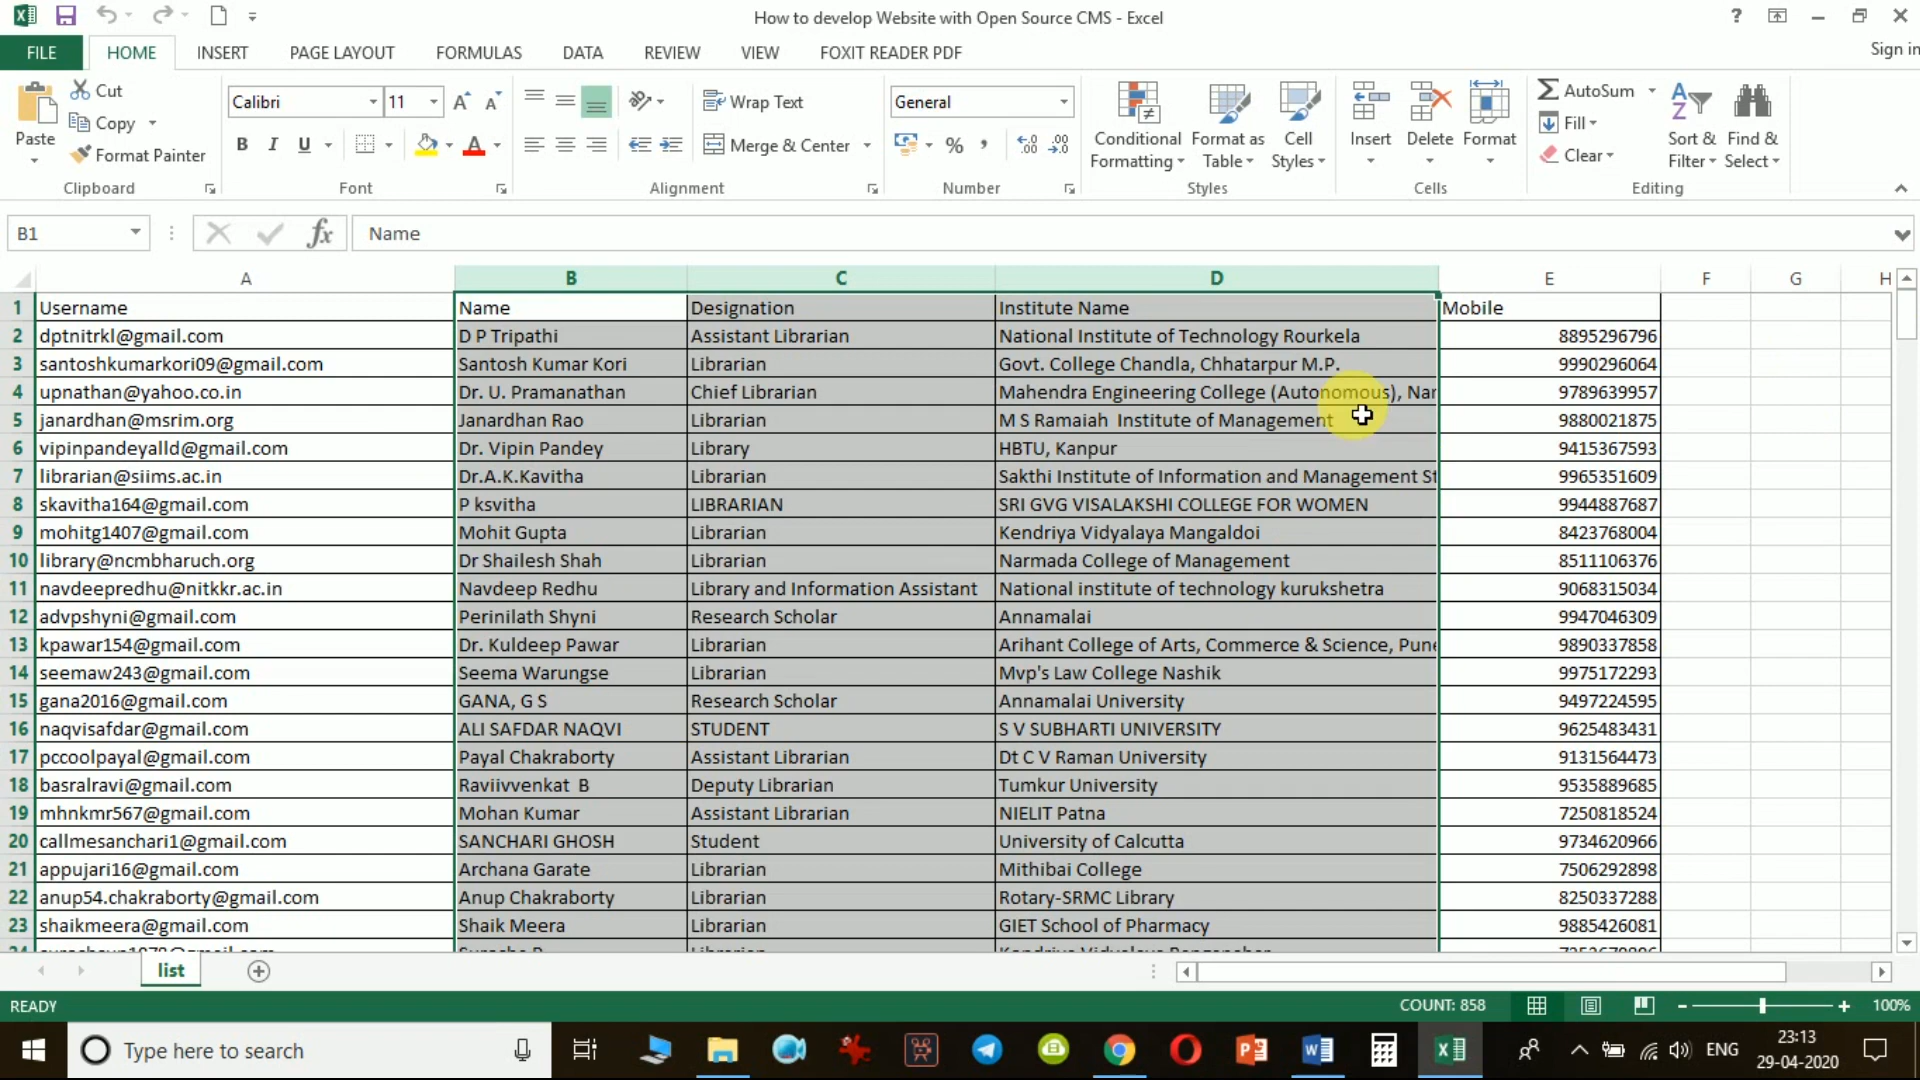 How to develop Website with Open Source CMS - Excel
?
Sign in
FILE HOME INSERT PAGE LAYOUT FORMULAS DATA REVIEW VIEW FOXIT READER PDF
Paste
Cut
Copy
Format Painter
Clipboard
Calibri 11
B I U
Font
Wrap Text
Merge & Center
Alignment
General
%
Number
Conditional Formatting
Format as Table
Cell Styles
Styles
Insert Delete Format
Cells
AutoSum
Fill
Clear
Sort & Filter
Find & Select
Editing
B1 fx Name
A B C D E F G H
1 Username Name Designation Institute Name Mobile
2 dptnitrkl@gmail.com D P Tripathi Assistant Librarian National Institute of Technology Rourkela 8895296796
3 santoshkumarkori09@gmail.com Santosh Kumar Kori Librarian Govt. College Chandla, Chhatarpur M.P. 9990296064
4 upnathan@yahoo.co.in Dr. U. Pramanathan Chief Librarian Mahendra Engineering College (Autonomous), Nar 9789639957
5 janardhan@msrim.org Janardhan Rao Librarian M S Ramaiah Institute of Management 9880021875
6 vipinpandeyalld@gmail.com Dr. Vipin Pandey Library HBTU, Kanpur 9415367593
7 librarian@siims.ac.in Dr.A.K.Kavitha Librarian Sakthi Institute of Information and Management St 9965351609
8 skavitha164@gmail.com P ksvitha LIBRARIAN SRI GVG VISALAKSHI COLLEGE FOR WOMEN 9944887687
9 mohitg1407@gmail.com Mohit Gupta Librarian Kendriya Vidyalaya Mangaldoi 8423768004
10 library@ncmbharuch.org Dr Shailesh Shah Librarian Narmada College of Management 8511106376
11 navdeepredhu@nitkkr.ac.in Navdeep Redhu Library and Information Assistant National institute of technology kurukshetra 9068315034
12 advpshyni@gmail.com Perinilath Shyni Research Scholar Annamalai 9947046309
13 kpawar154@gmail.com Dr. Kuldeep Pawar Librarian Arihant College of Arts, Commerce & Science, Pune 9890337858
14 seemaw243@gmail.com Seema Warungse Librarian Mvp's Law College Nashik 9975172293
15 gana2016@gmail.com GANA, G S Research Scholar Annamalai University 9497224595
16 naqvisafdar@gmail.com ALI SAFDAR NAQVI STUDENT S V SUBHARTI UNIVERSITY 9625483431
17 pccoolpayal@gmail.com Payal Chakraborty Assistant Librarian Dt C V Raman University 9131564473
18 basralravi@gmail.com Raviivvenkat B Deputy Librarian Tumkur University 9535889685
19 mhnkmr567@gmail.com Mohan Kumar Assistant Librarian NIELIT Patna 7250818524
20 callmesanchari1@gmail.com SANCHARI GHOSH Student University of Calcutta 9734620966
21 appujari16@gmail.com Archana Garate Librarian Mithibai College 7506292898
22 anup54.chakraborty@gmail.com Anup Chakraborty Librarian Rotary-SRMC Library 8250337288
23 shaikmeera@gmail.com Shaik Meera Librarian GIET School of Pharmacy 9885426081
list
READY COUNT: 858 100%
Type here to search
ENG
23:13
29-04-2020